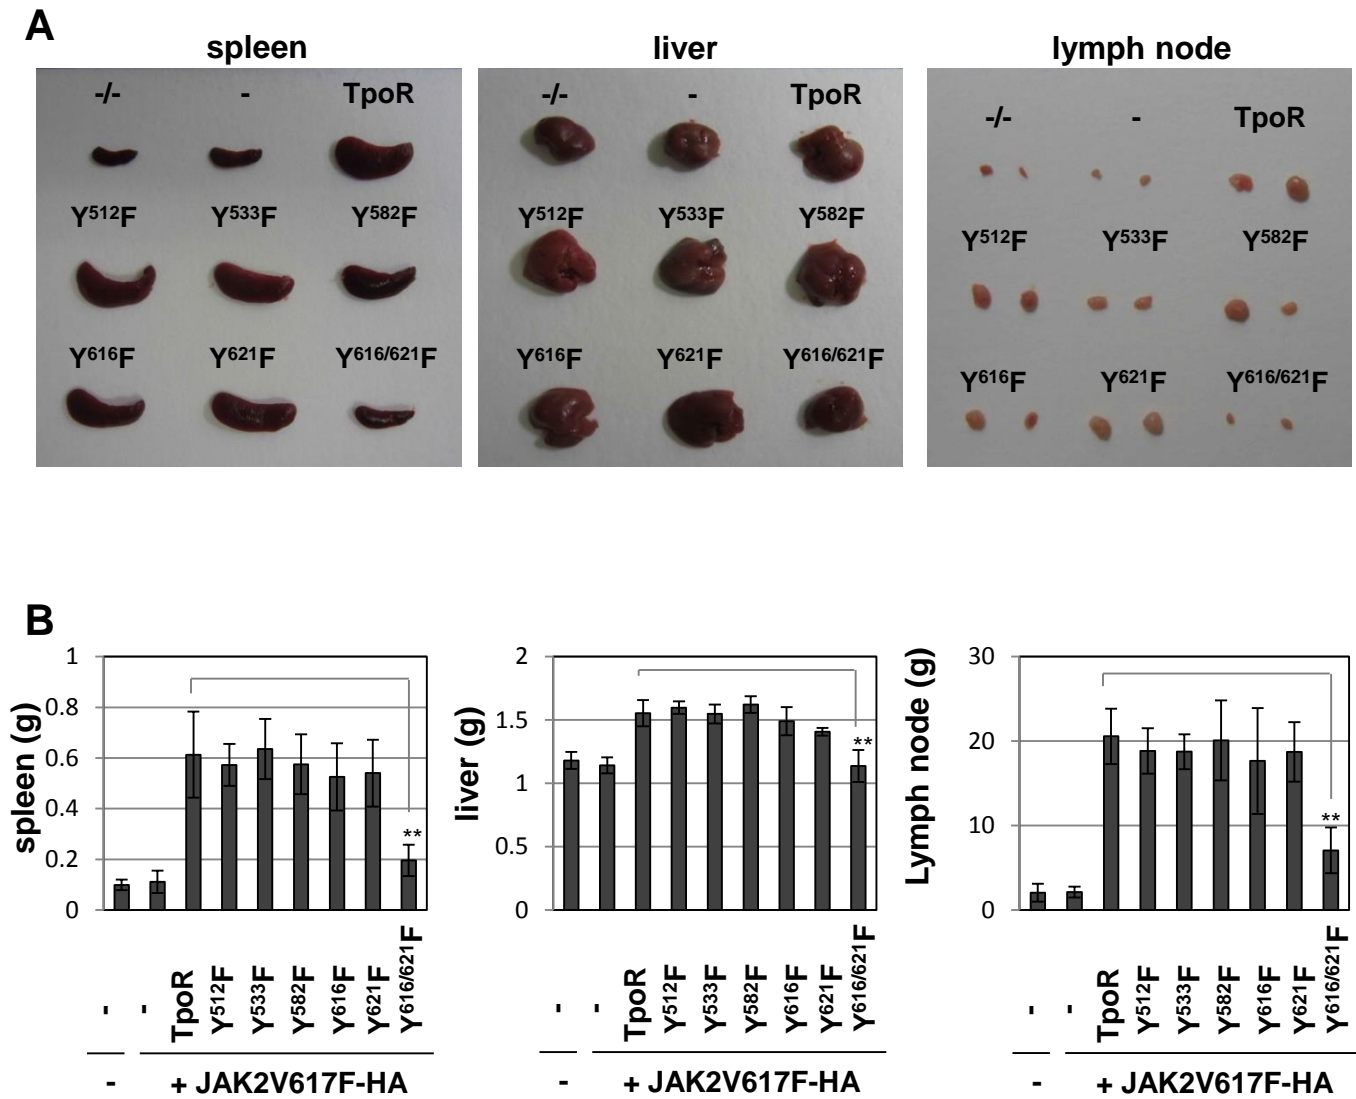 A
spleen
liver
lymph node
-/-
-
TpoR
Y512F
Y533F
Y582F
Y616F
Y621F
Y616/621F
-/-
-
TpoR
Y512F
Y533F
Y582F
Y616F
Y621F
Y616/621F
-/-
-
TpoR
Y512F
Y533F
Y582F
Y616F
Y621F
Y616/621F
B
spleen (g)
1
0.8
0.6
0.4
0.2
0
**
- - TpoR Y512F Y533F Y582F Y616F Y621F Y616/621F
- + JAK2V617F-HA
liver (g)
2
1.5
1
0.5
0
**
- - TpoR Y512F Y533F Y582F Y616F Y621F Y616/621F
- + JAK2V617F-HA
Lymph node (g)
30
20
10
0
**
- - TpoR Y512F Y533F Y582F Y616F Y621F Y616/621F
- + JAK2V617F-HA